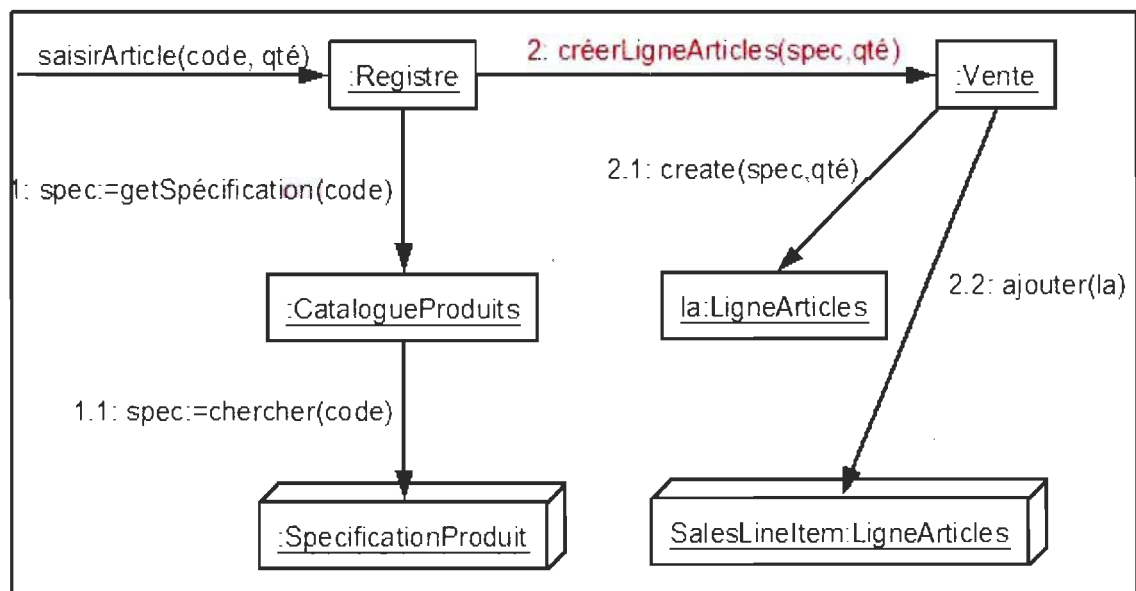 saisirArticle(code, qté)
:Registre
2: créerLigneArticles(spec,qté)
:Vente
1: spec:=getSpécification(code)
2.1: create(spec,qté)
:CatalogueProduits
la:LigneArticles
2.2: ajouter(la)
1.1: spec:=chercher(code)
:SpecificationProduit
SalesLineItem:LigneArticles